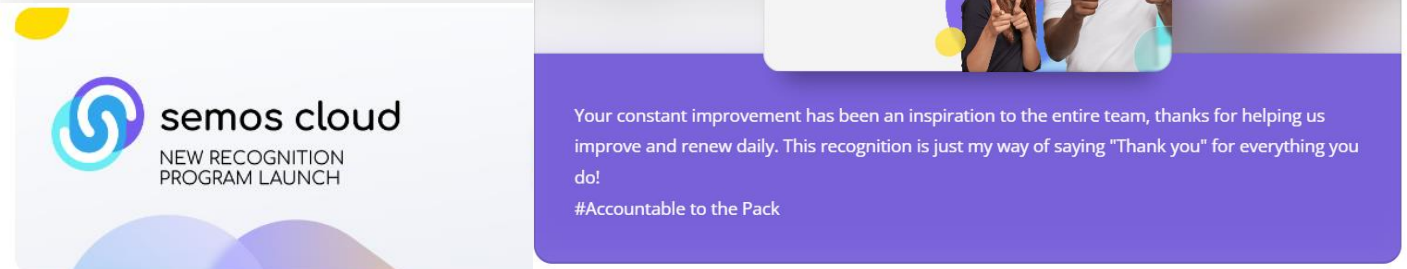 semos cloud
NEW RECOGNITION
PROGRAM LAUNCH
Your constant improvement has been an inspiration to the entire team, thanks for helping us
improve and renew daily. This recognition is just my way of saying "Thank you" for everything you
do!
#Accountable to the Pack